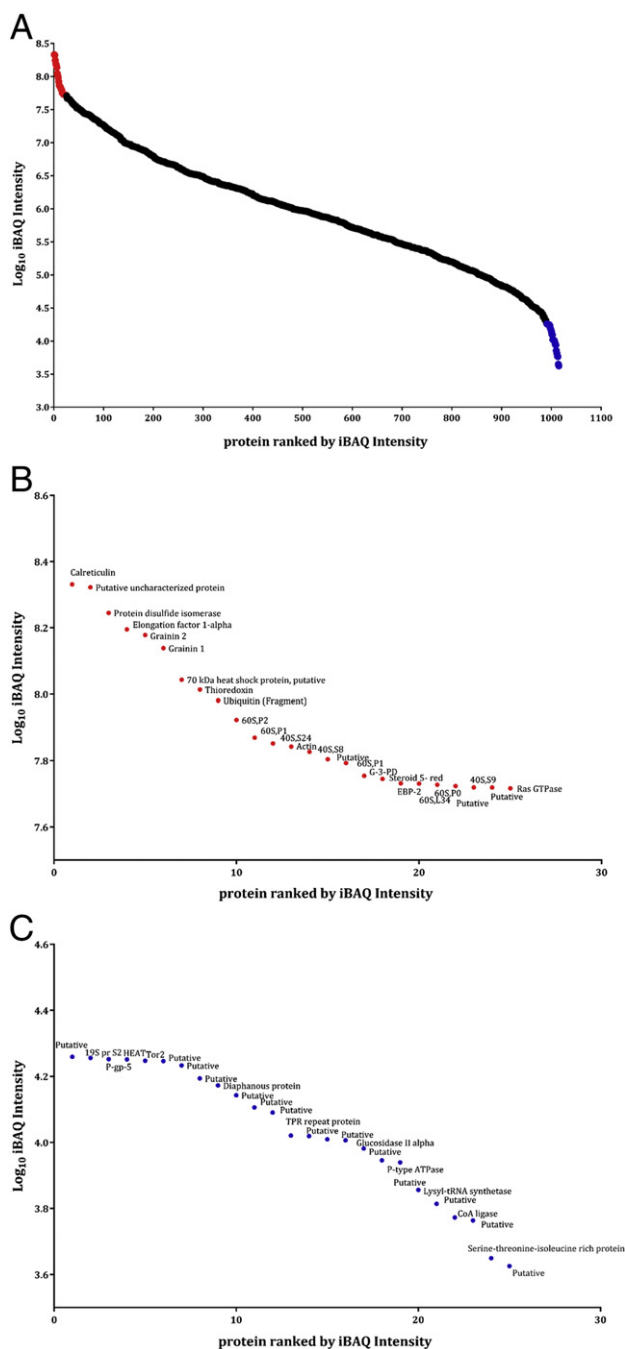 A
Log10 iBAQ Intensity
8.5
8.0
7.5
7.0
6.5
6.0
5.5
5.0
4.5
4.0
3.5
3.0
0 100 200 300 400 500 600 700 800 900 1000 1100
protein ranked by iBAQ Intensity
B
Log10 iBAQ Intensity
8.6
8.4
8.2
8.0
7.8
7.6
Calreticulin
Putative uncharacterized protein
Protein disulfide isomerase
Elongation factor 1-alpha
Grainin 2
Grainin 1
70 kDa heat shock protein, putative
Thioredoxin
Ubiquitin (Fragment)
60S,P2
60S,P1
40S,S24
Actin
40S,S8
Putative
60S,P1
G-3-PD
Steroid 5- red
EBP-2
60S,L34
60S,P0
Putative
40S,S9
Putative
Ras GTPase
0 10 20 30
protein ranked by iBAQ Intensity
C
Log10 iBAQ Intensity
4.6
4.4
4.2
4.0
3.8
3.6
Putative
19S pr S2
P-gp-5
HEAT
Tor2
Putative
Putative
Putative
Diaphanous protein
Putative
Putative
Putative
TPR repeat protein
Putative
Putative
Glucosidase II alpha
Putative
P-type ATPase
Putative
Lysyl-tRNA synthetase
Putative
CoA ligase
Putative
Serine-threonine-isoleucine rich protein
Putative
0 10 20 30
protein ranked by iBAQ Intensity